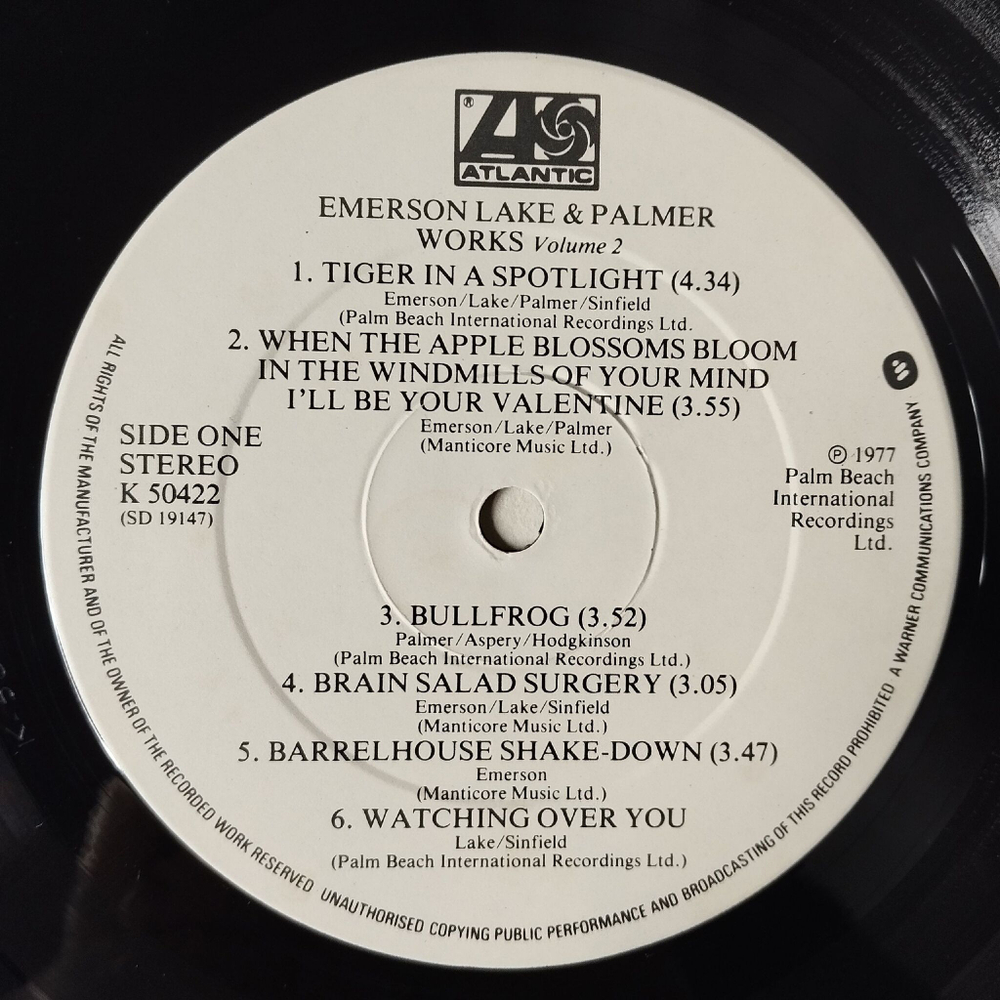 ®
ATLANTIC
EMERSON LAKE & PALMER
WORKS Volume 2
1. TIGER IN A SPOTLIGHT (4.34)
Emerson/Lake/Palmer/Sinfield
(Palm Beach International Recordings Ltd.
2. WHEN THE APPLE BLOSSOMS BLOOM
IN THE WINDMILLS OF YOUR MIND
I'LL BE YOUR VALENTINE (3.55)
Emerson/Lake/Palmer
(Manticore Music Ltd.)
SIDE ONE
STEREO
K 50422
(SD 19147)
℗ 1977
Palm Beach
International
Recordings
Ltd.
3. BULLFROG (3.52)
Palmer/Aspery/Hodgkinson
(Palm Beach International Recordings Ltd.)
4. BRAIN SALAD SURGERY (3.05)
Emerson/Lake/Sinfield
(Manticore Music Ltd.)
5. BARRELHOUSE SHAKE-DOWN (3.47)
Emerson
(Manticore Music Ltd.)
6. WATCHING OVER YOU
Lake/Sinfield
(Palm Beach International Recordings Ltd.)
ALL RIGHTS OF THE MANUFACTURER AND OF THE OWNER OF THE RECORDED WORK RESERVED UNAUTHORISED COPYING PUBLIC PERFORMANCE AND BROADCASTING OF THIS RECORD PROHIBITED A WARNER COMMUNICATIONS COMPANY